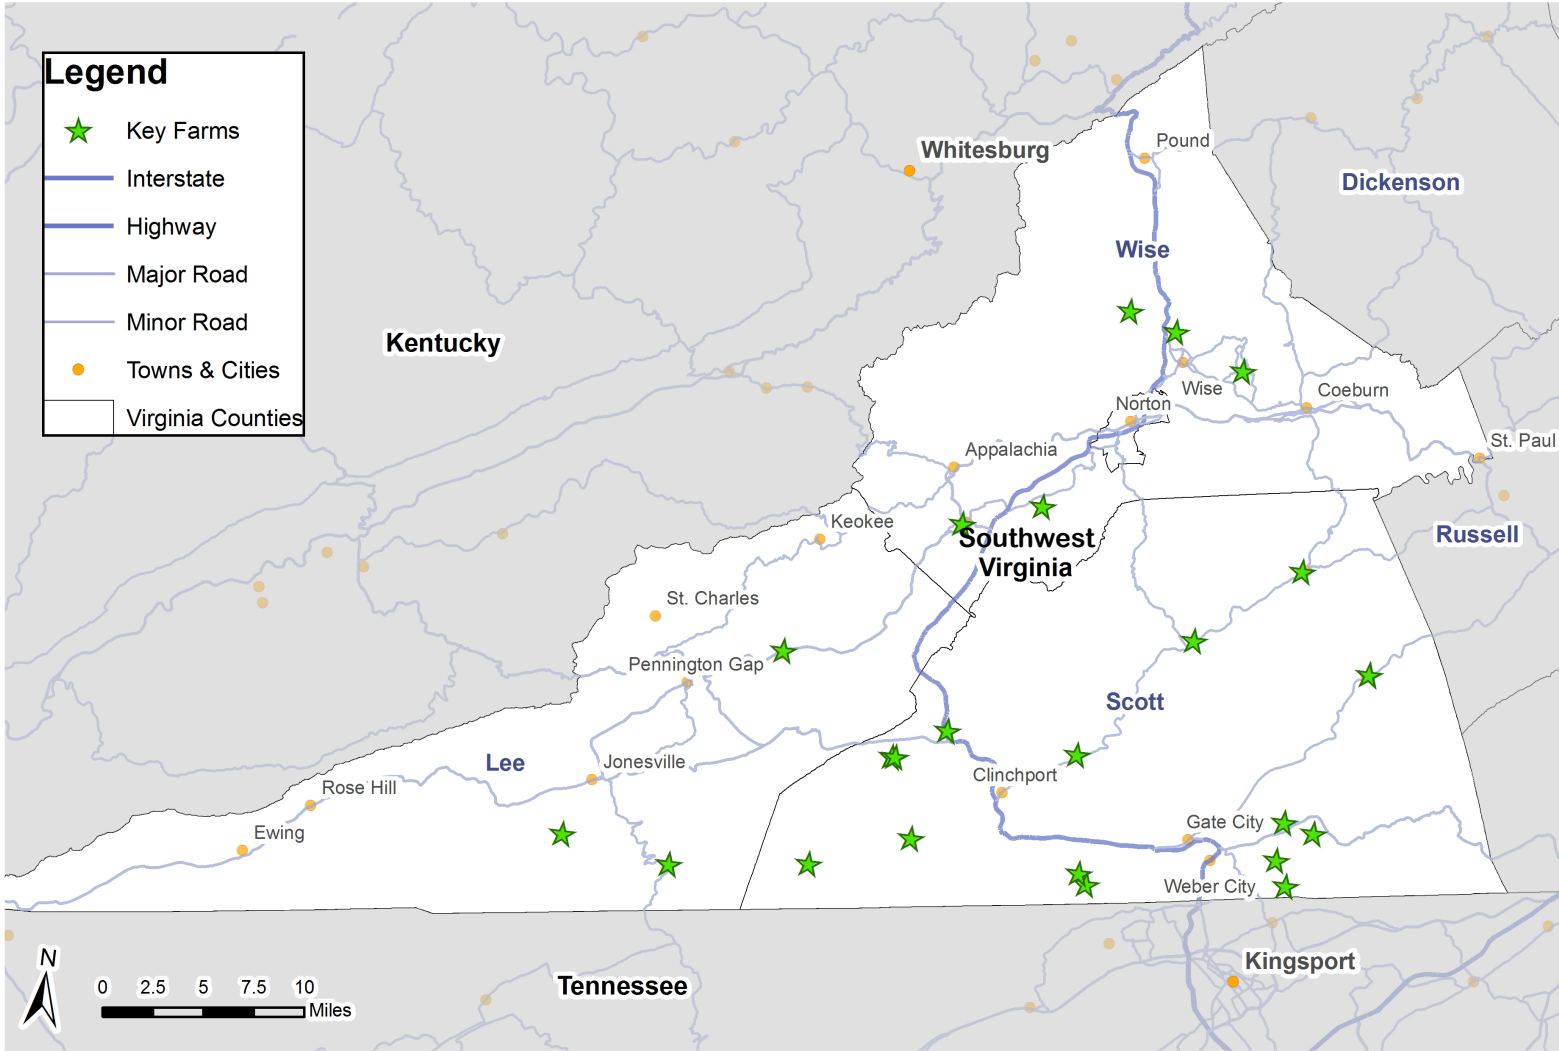 Legend
Key Farms
Interstate
Highway
Major Road
Minor Road
Towns & Cities
Virginia Counties
Whitesburg
Pound
Dickenson
Wise
Kentucky
Wise
Coeburn
Norton
Appalachia
St. Paul
Keokee
Southwest
Virginia
Russell
St. Charles
Pennington Gap
Scott
Lee
Jonesville
Clinchport
Rose Hill
Ewing
Gate City
Weber City
N
Kingsport
Tennessee
0 2.5 5 7.5 10
Miles